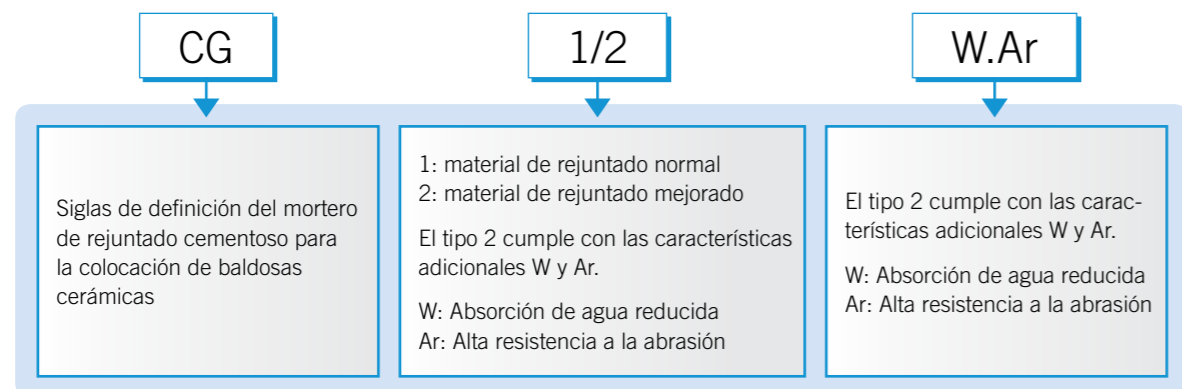 CG
Siglas de definición del mortero
de rejuntado cementoso para
la colocación de baldosas
cerámicas
1/2
1: material de rejuntado normal
2: material de rejuntado mejorado
El tipo 2 cumple con las características
adicionales W y Ar.
W: Absorción de agua reducida
Ar: Alta resistencia a la abrasión
W.Ar
El tipo 2 cumple con las carac-
terísticas adicionales W y Ar.
W: Absorción de agua reducida
Ar: Alta resistencia a la abrasión